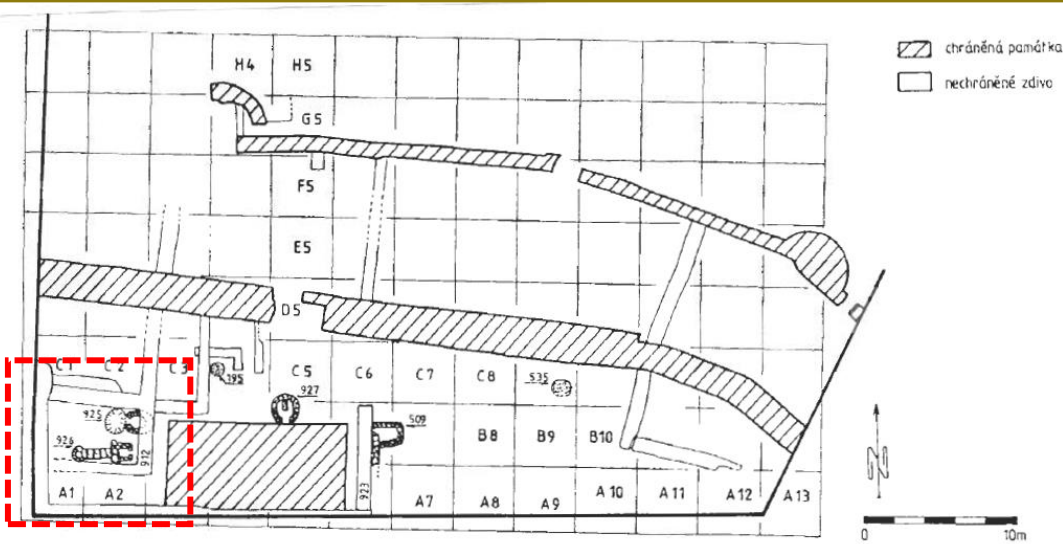 H4 H5
chráněná památka
nechráněné zdivo
G5
F5
E5
D5
C1 C2 C3 C5 C6 C7 C8
195
535
927
925
509
B8 B9 B10
926
912
923
A1 A2 A7 A8 A9 A10 A11 A12 A13
N
0 10m